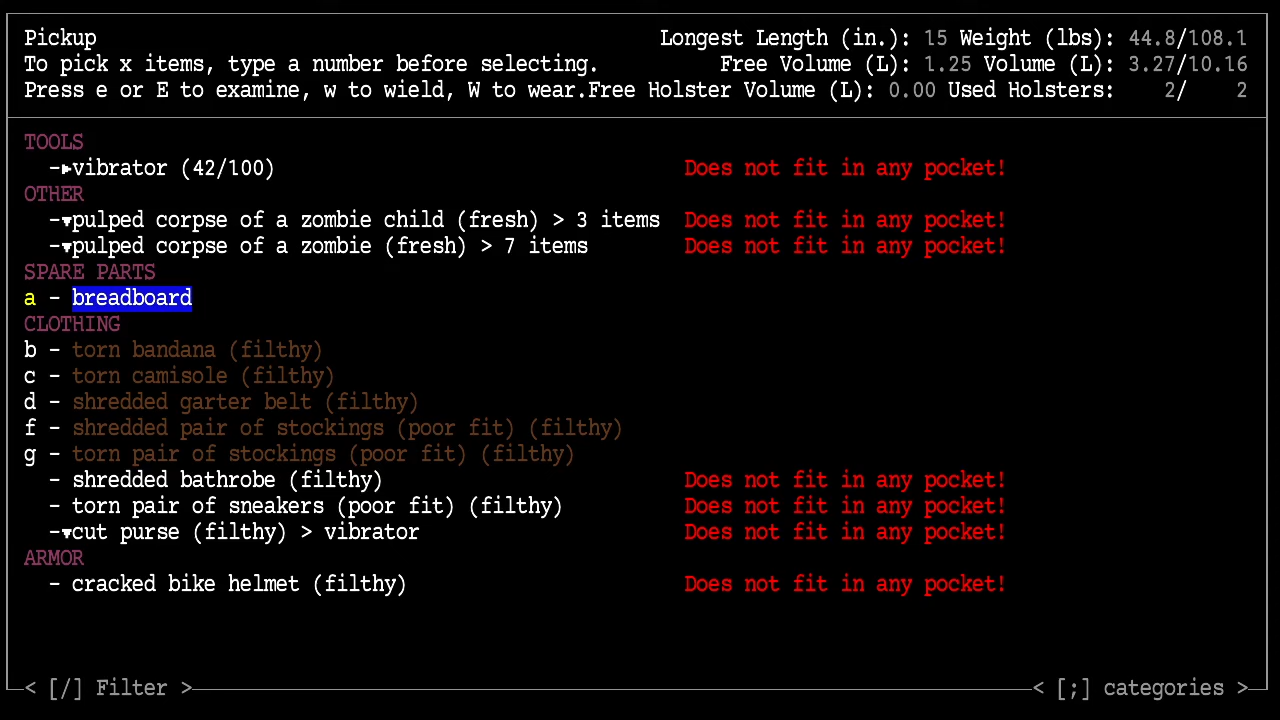 Pickup Longest Length (in.): 15 Weight (lbs): 44.8/108.1
To pick x items, type a number before selecting. Free Volume (L): 1.25 Volume (L): 3.27/10.16
Press e or E to examine, w to wield, W to wear.Free Holster Volume (L): 0.00 Used Holsters: 2/ 2
TOOLS
-▸vibrator (42/100) Does not fit in any pocket!
OTHER
-▾pulped corpse of a zombie child (fresh) > 3 items Does not fit in any pocket!
-▾pulped corpse of a zombie (fresh) > 7 items Does not fit in any pocket!
SPARE PARTS
a - breadboard
CLOTHING
b - torn bandana (filthy)
c - torn camisole (filthy)
d - shredded garter belt (filthy)
f - shredded pair of stockings (poor fit) (filthy)
g - torn pair of stockings (poor fit) (filthy)
- shredded bathrobe (filthy) Does not fit in any pocket!
- torn pair of sneakers (poor fit) (filthy) Does not fit in any pocket!
-▾cut purse (filthy) > vibrator Does not fit in any pocket!
ARMOR
- cracked bike helmet (filthy) Does not fit in any pocket!
< [/] Filter > < [;] categories >